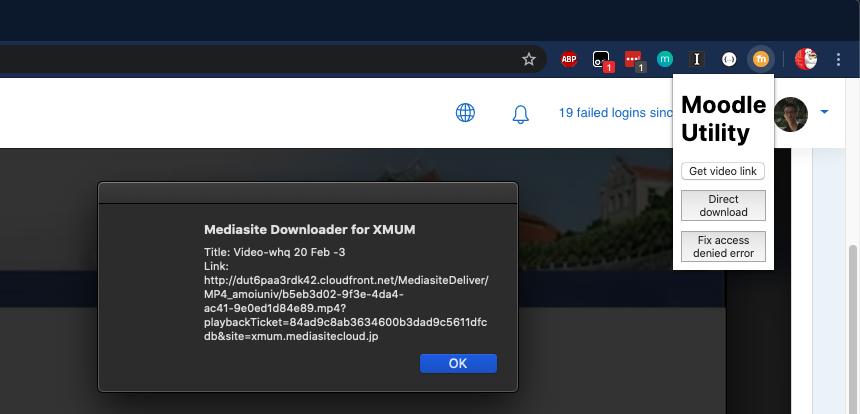 ABP
1
1
m
I
{··}
fn
19 failed logins sinc
Moodle
Utility
Get video link
Direct
download
Fix access
denied error
Mediasite Downloader for XMUM
Title: Video-whq 20 Feb -3
Link:
http://dut6paa3rdk42.cloudfront.net/MediasiteDeliver/
MP4_amoiuniv/b5eb3d02-9f3e-4da4-
ac41-9e0ed1d84e89.mp4?
playbackTicket=84ad9c8ab3634600b3dad9c5611dfc
db&site=xmum.mediasitecloud.jp
OK